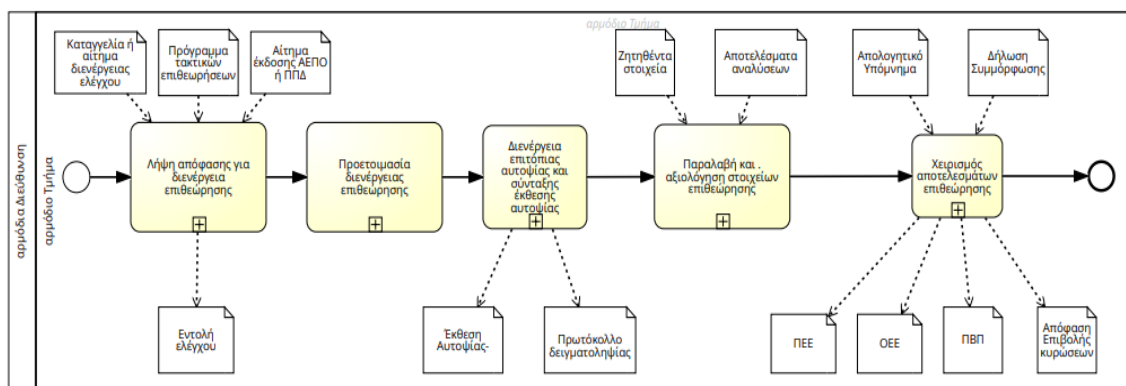 αρμόδια Διεύθυνση
αρμόδιο Τμήμα
αρμόδιο Τμήμα
Καταγγελία ή
αίτημα
διενέργειας
ελέγχου
Πρόγραμμα
τακτικών
επιθεωρήσεων
Αίτημα
έκδοσης ΑΕΠΟ
ή ΠΠΔ
Ζητηθέντα
στοιχεία
Αποτελέσματα
αναλύσεων
Απολογητικό
Υπόμνημα
Δήλωση
Συμμόρφωσης
Λήψη απόφασης για
διενέργεια
επιθεώρησης
Προετοιμασία
διενέργειας
επιθεώρησης
Διενέργεια
επιτόπιας
αυτοψίας και
σύνταξης
έκθεσης
αυτοψίας
Παραλαβή και .
αξιολόγηση στοιχείων
επιθεώρησης
Χειρισμός
αποτελεσμάτων
επιθεώρησης
Εντολή
ελέγχου
Έκθεση
Αυτοψίας-
Πρωτόκολλο
δειγματοληψίας
ΠΕΕ
ΟΕΕ
ΠΒΠ
Απόφαση
Επιβολής
κυρώσεων